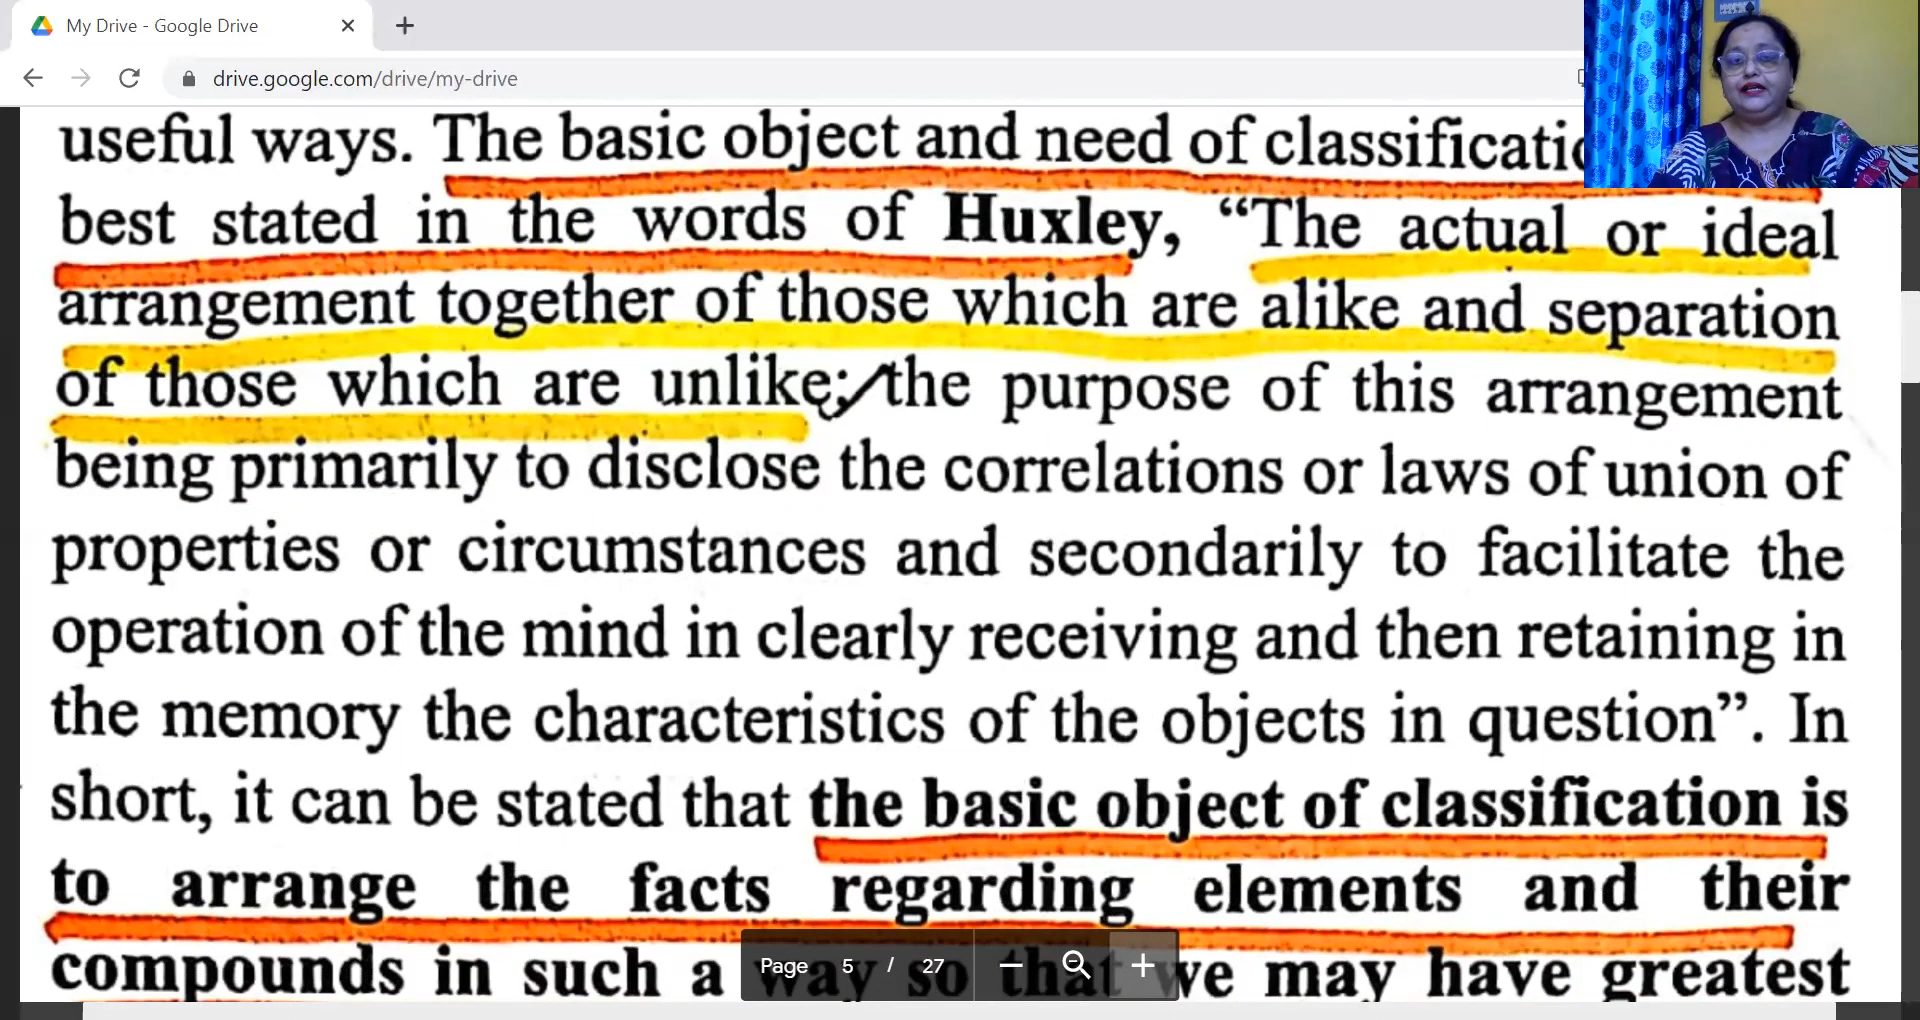 My Drive - Google Drive
drive.google.com/drive/my-drive
useful ways. The basic object and need of
best stated in the words of Huxley, “The actual or ideal
arrangement together of those which are alike and separation
of those which are unlike; the purpose of this arrangement
being primarily to disclose the correlations or laws of union of
properties or circumstances and secondarily to facilitate the
operation of the mind in clearly receiving and then retaining in
the memory the characteristics of the objects in question”. In
short, it can be stated that the basic object of classification is
to arrange the facts regarding elements and their
compounds in such a way so that we may have greatest
Page 5 / 27